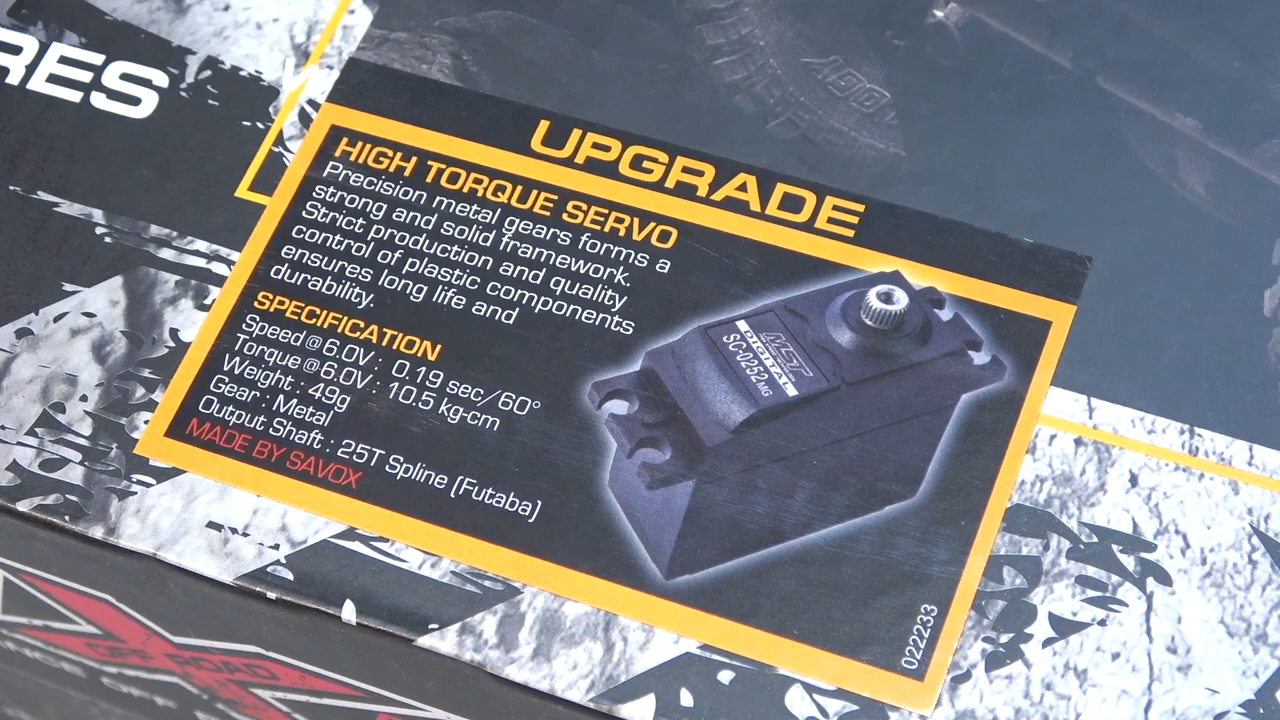 RES
UPGRADE
HIGH TORQUE SERVO
Precision metal gears forms a
strong and solid framework.
Strict production and quality
control of plastic components
ensures long life and
durability.
SPECIFICATION
Speed@6.0V : 0.19 sec/60°
Torque@6.0V : 10.5 kg-cm
Weight : 49g
Gear : Metal
Output Shaft : 25T Spline (Futaba)
MADE BY SAVOX
MST
DIGITAL
SC-0252MG
022233
OFF ROAD